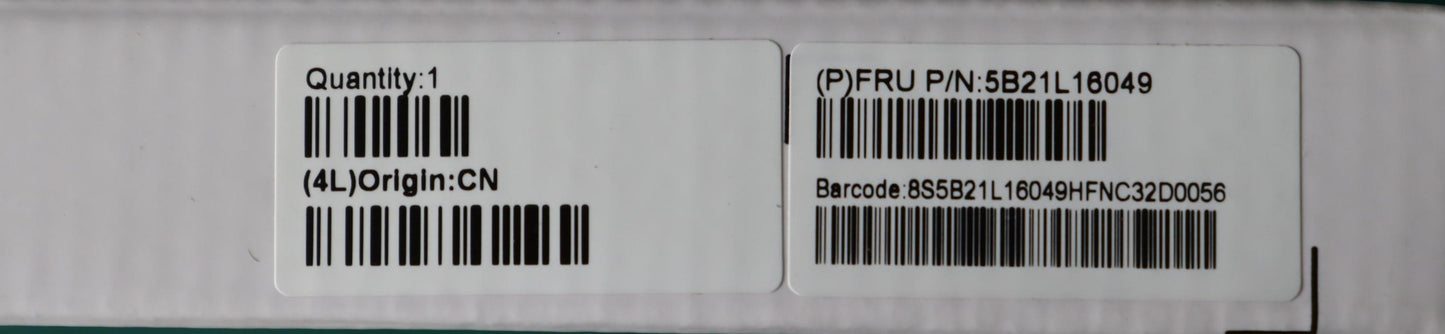 Quantity:1
(4L)Origin:CN
(P)FRU P/N:5B21L16049
Barcode:8S5B21L16049HFNC32D0056